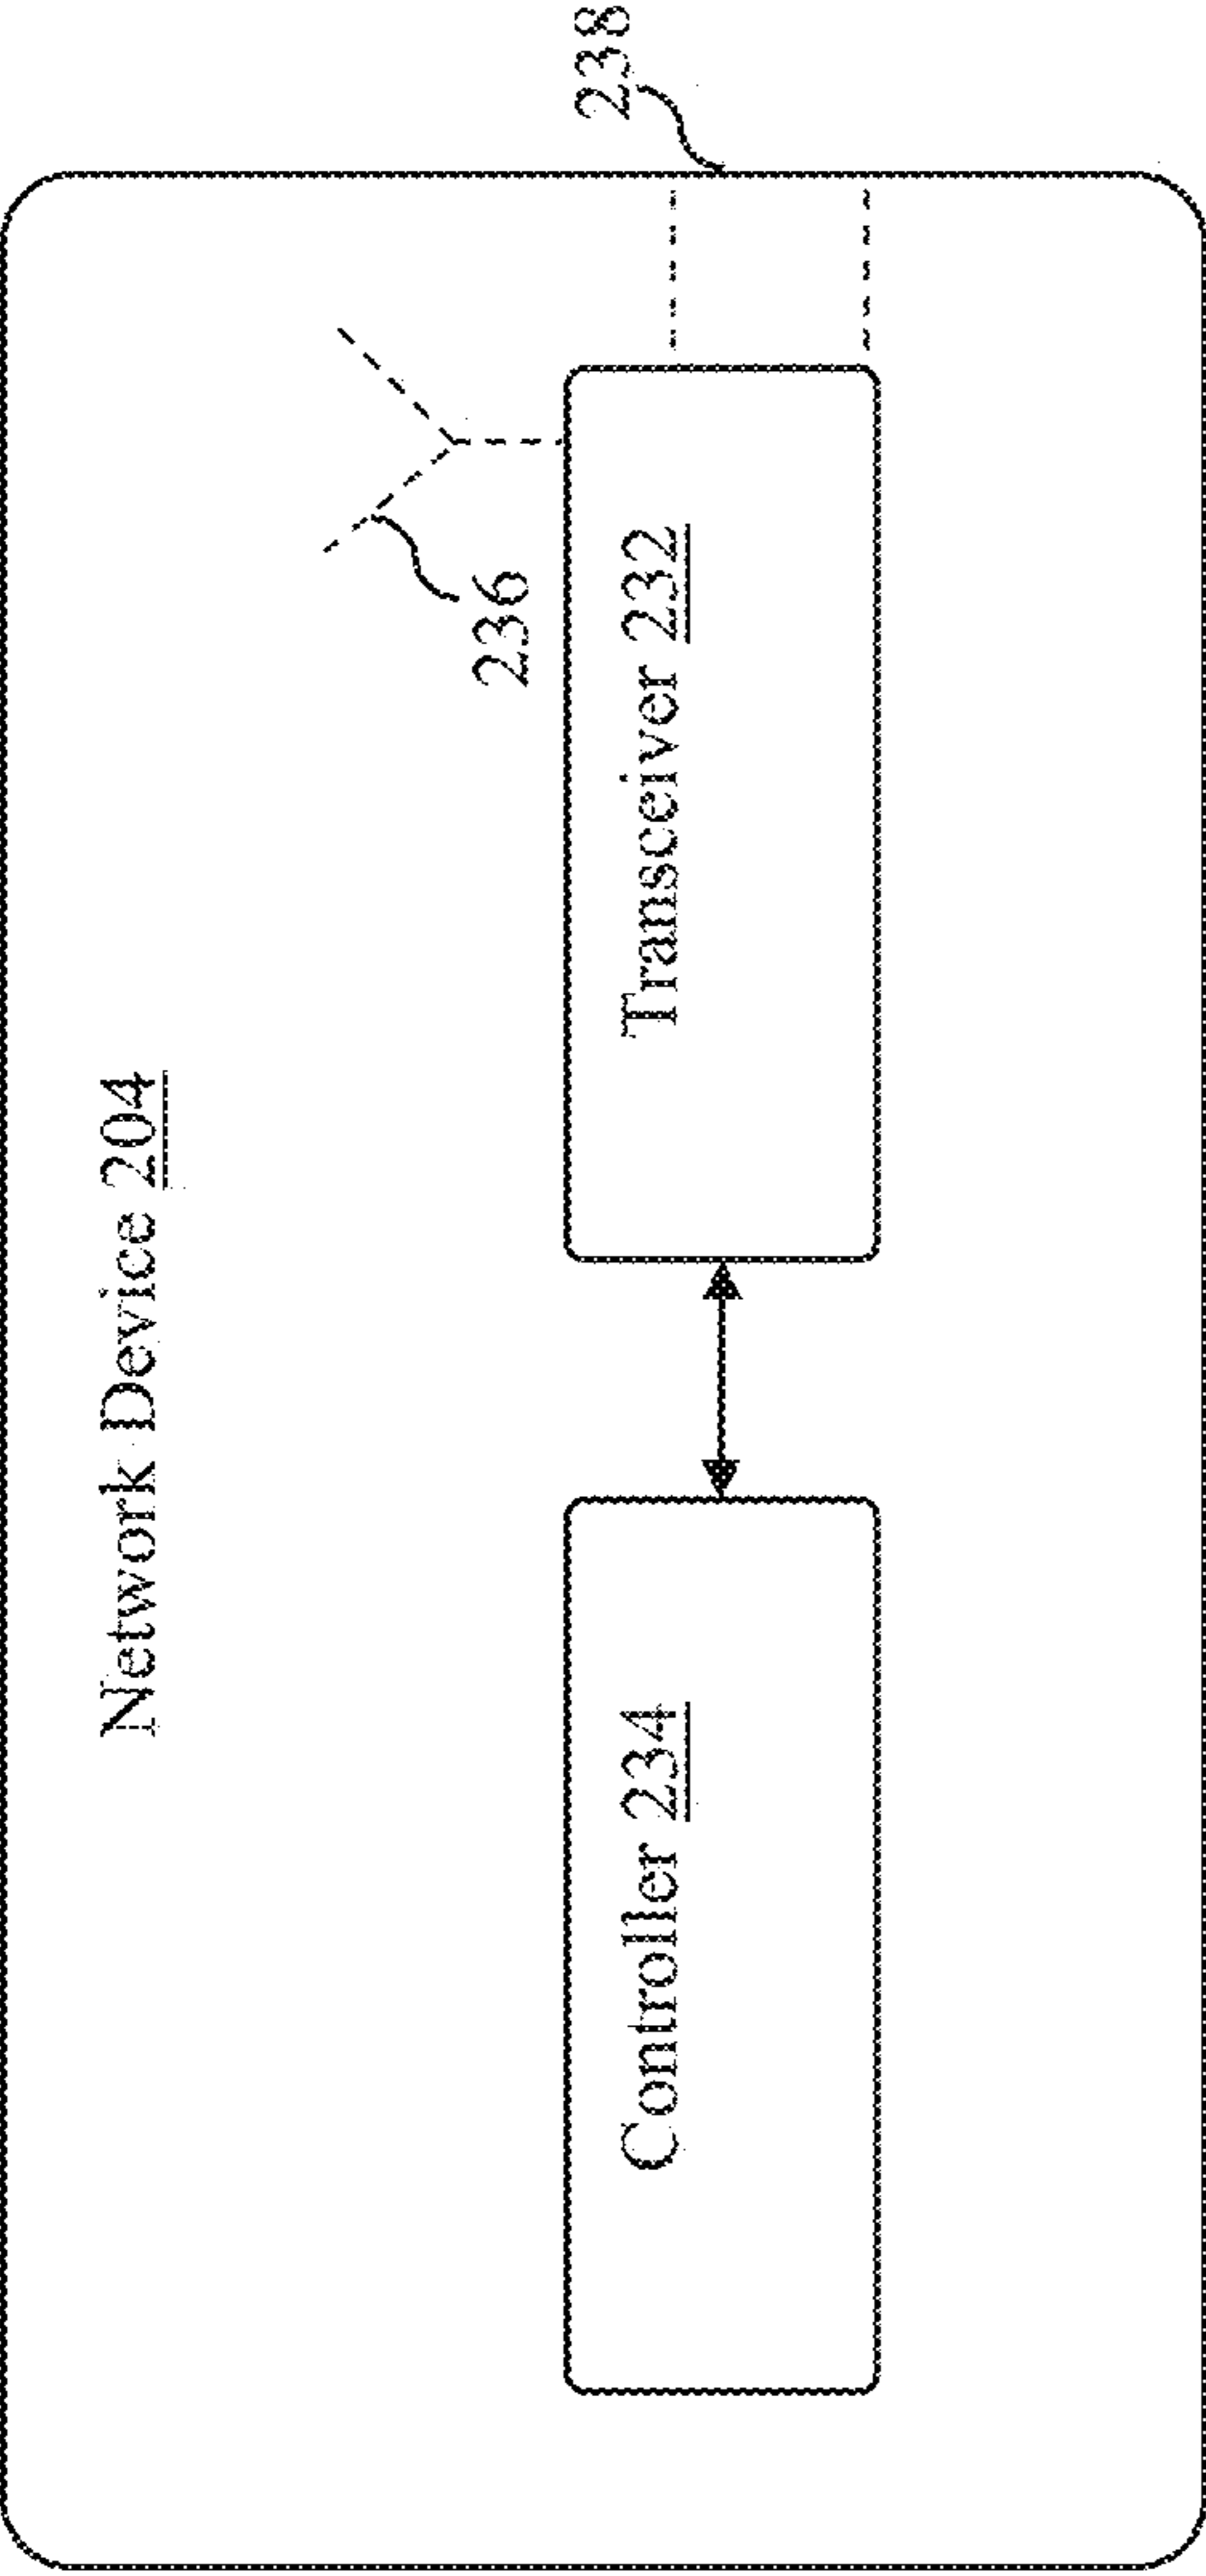 Network Device 204
236
238
Controller 234
Transceiver 232